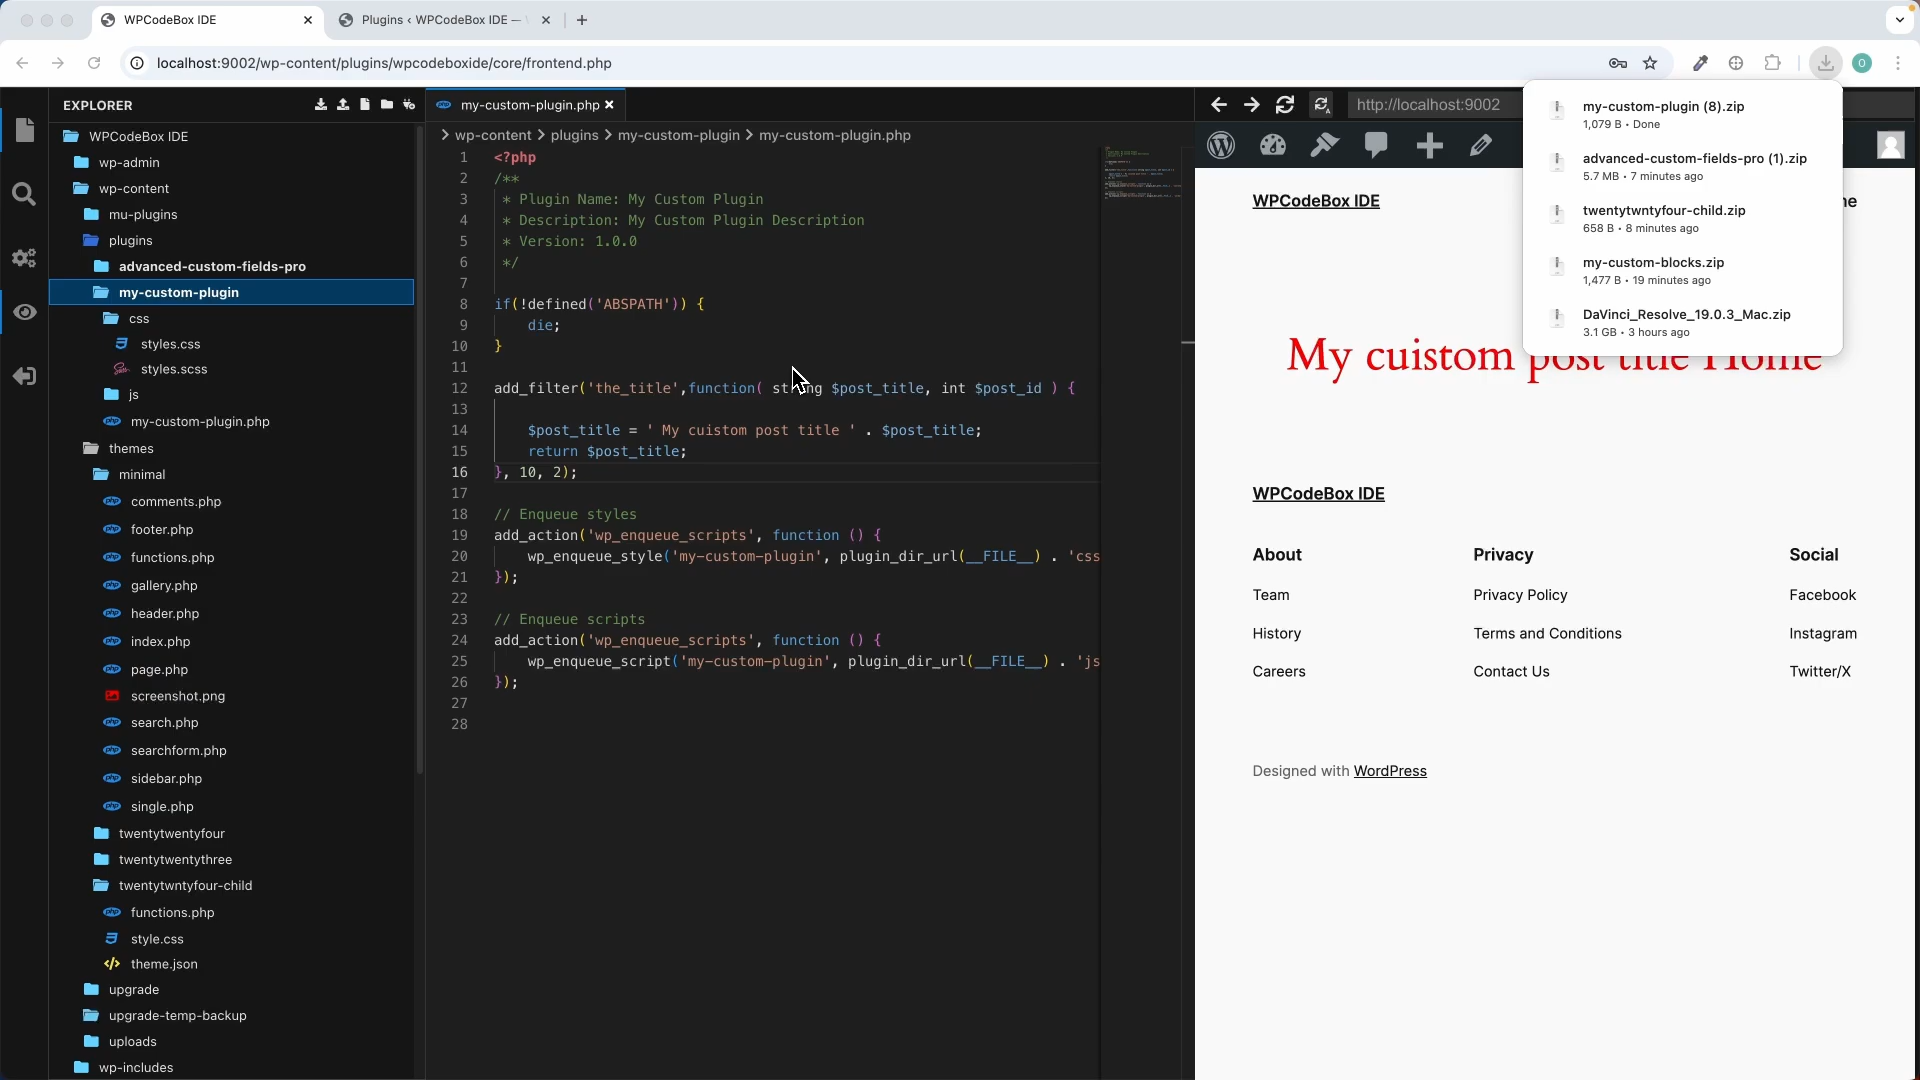 WPCodeBox IDE
Plugins ‹ WPCodeBox IDE —
localhost:9002/wp-content/plugins/wpcodeboxide/core/frontend.php
O
EXPLORER
WPCodeBox IDE
wp-admin
wp-content
mu-plugins
plugins
advanced-custom-fields-pro
my-custom-plugin
css
styles.css
styles.scss
js
my-custom-plugin.php
themes
minimal
comments.php
footer.php
functions.php
gallery.php
header.php
index.php
page.php
screenshot.png
search.php
searchform.php
sidebar.php
single.php
twentytwentyfour
twentytwentythree
twentytwntyfour-child
functions.php
style.css
theme.json
upgrade
upgrade-temp-backup
uploads
wp-includes
my-custom-plugin.php
wp-content > plugins > my-custom-plugin > my-custom-plugin.php
1 <?php
2 /**
3 * Plugin Name: My Custom Plugin
4 * Description: My Custom Plugin Description
5 * Version: 1.0.0
6 */
7
8 if(!defined('ABSPATH')) {
9 die;
10 }
11
12 add_filter('the_title',function( string $post_title, int $post_id ) {
13
14 $post_title = ' My cuistom post title ' . $post_title;
15 return $post_title;
16 }, 10, 2);
17
18 // Enqueue styles
19 add_action('wp_enqueue_scripts', function () {
20 wp_enqueue_style('my-custom-plugin', plugin_dir_url(__FILE__) . 'css
21 });
22
23 // Enqueue scripts
24 add_action('wp_enqueue_scripts', function () {
25 wp_enqueue_script('my-custom-plugin', plugin_dir_url(__FILE__) . 'js
26 });
27
28
http://localhost:9002
my-custom-plugin (8).zip
1,079 B • Done
advanced-custom-fields-pro (1).zip
5.7 MB • 7 minutes ago
twentytwntyfour-child.zip
658 B • 8 minutes ago
my-custom-blocks.zip
1,477 B • 19 minutes ago
DaVinci_Resolve_19.0.3_Mac.zip
3.1 GB • 3 hours ago
WPCodeBox IDE
My cuistom post title Home
WPCodeBox IDE
About
Team
History
Careers
Privacy
Privacy Policy
Terms and Conditions
Contact Us
Social
Facebook
Instagram
Twitter/X
Designed with WordPress